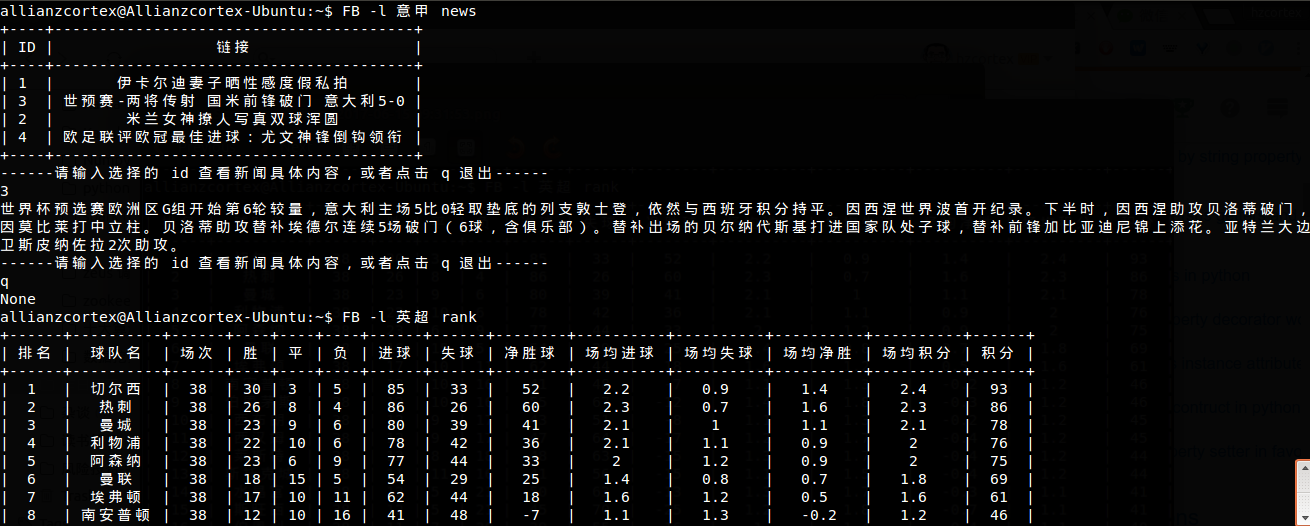 allianzcortex@Allianzcortex-Ubuntu:~$ FB -l 意甲 news
+----+----------------------------------------+
| ID | 链接 |
+----+----------------------------------------+
| 1 | 伊卡尔迪妻子晒性感度假私拍 |
| 3 | 世预赛-两将传射 国米前锋破门 意大利5-0 |
| 2 | 米兰女神撩人写真双球浑圆 |
| 4 | 欧足联评欧冠最佳进球：尤文神锋倒钩领衔 |
+----+----------------------------------------+
------请输入选择的 id 查看新闻具体内容，或者点击 q 退出------
3
世界杯预选赛欧洲区G组开始第6轮较量，意大利主场5比0轻取垫底的列支敦士登，依然与西班牙积分持平。因西涅世界波首开纪录。下半时，因西涅助攻贝洛蒂破门，
因莫比莱打中立柱。贝洛蒂助攻替补埃德尔连续5场破门（6球，含俱乐部）。替补出场的贝尔纳代斯基打进国家队处子球，替补前锋加比亚迪尼锦上添花。亚特兰大边
卫斯皮纳佐拉2次助攻。
------请输入选择的 id 查看新闻具体内容，或者点击 q 退出------
q
None
allianzcortex@Allianzcortex-Ubuntu:~$ FB -l 英超 rank
+------+----------+------+----+----+----+------+------+--------+----------+----------+----------+----------+------+
| 排名 | 球队名 | 场次 | 胜 | 平 | 负 | 进球 | 失球 | 净胜球 | 场均进球 | 场均失球 | 场均净胜 | 场均积分 | 积分 |
+------+----------+------+----+----+----+------+------+--------+----------+----------+----------+----------+------+
| 1 | 切尔西 | 38 | 30 | 3 | 5 | 85 | 33 | 52 | 2.2 | 0.9 | 1.4 | 2.4 | 93 |
| 2 | 热刺 | 38 | 26 | 8 | 4 | 86 | 26 | 60 | 2.3 | 0.7 | 1.6 | 2.3 | 86 |
| 3 | 曼城 | 38 | 23 | 9 | 6 | 80 | 39 | 41 | 2.1 | 1 | 1.1 | 2.1 | 78 |
| 4 | 利物浦 | 38 | 22 | 10 | 6 | 78 | 42 | 36 | 2.1 | 1.1 | 0.9 | 2 | 76 |
| 5 | 阿森纳 | 38 | 23 | 6 | 9 | 77 | 44 | 33 | 2 | 1.2 | 0.9 | 2 | 75 |
| 6 | 曼联 | 38 | 18 | 15 | 5 | 54 | 29 | 25 | 1.4 | 0.8 | 0.7 | 1.8 | 69 |
| 7 | 埃弗顿 | 38 | 17 | 10 | 11 | 62 | 44 | 18 | 1.6 | 1.2 | 0.5 | 1.6 | 61 |
| 8 | 南安普顿 | 38 | 12 | 10 | 16 | 41 | 48 | -7 | 1.1 | 1.3 | -0.2 | 1.2 | 46 |